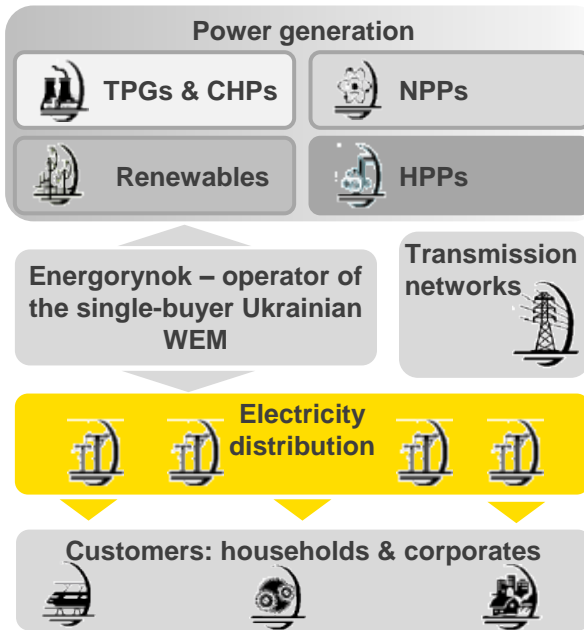 Power generation
TPGs & CHPs
NPPs
Renewables
HPPs
Energorynok – operator of
the single-buyer Ukrainian
WEM
Transmission
networks
Electricity
distribution
Customers: households & corporates